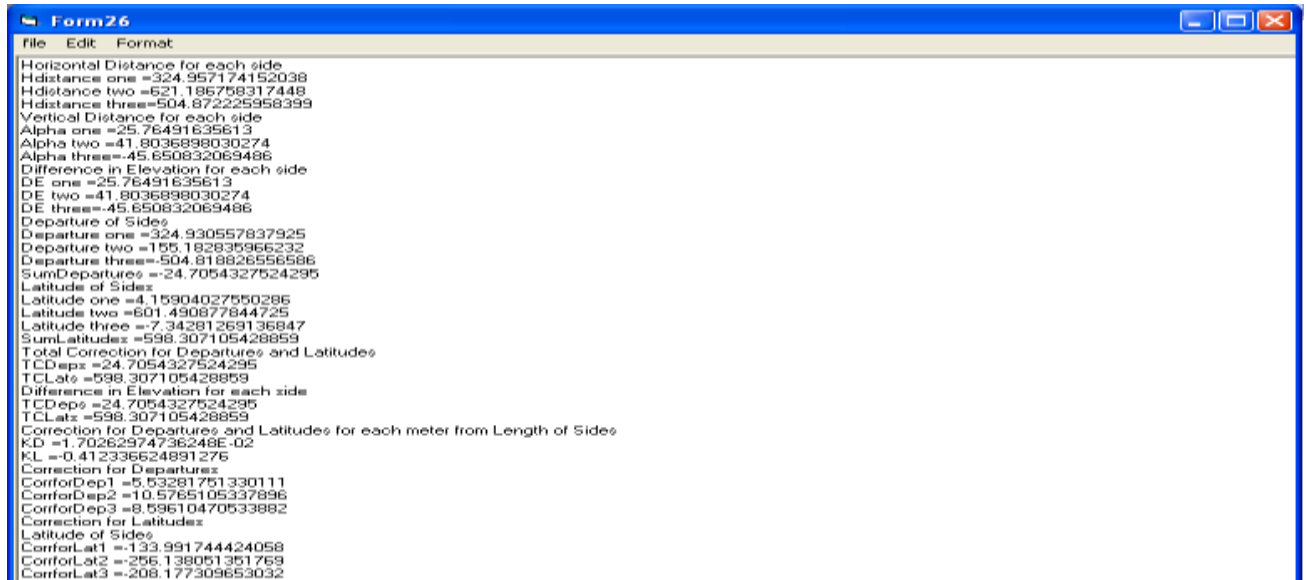 Form26
file Edit Format
Horizontal Distance for each side
Hdistance one =324.957174152038
Hdistance two =621.186758317448
Hdistance three=504.872225958399
Vertical Distance for each side
Alpha one =25.76491635613
Alpha two =41.8036898030274
Alpha three=-45.650832069486
Difference in Elevation for each side
DE one =25.76491635613
DE two =41.8036898030274
DE three=-45.650832069486
Departure of Sides
Departure one =324.930557837925
Departure two =155.182835966232
Departure three=-504.818826556586
SumDepartures =-24.7054327524295
Latitude of Sides
Latitude one =4.15904027550286
Latitude two =601.490877844725
Latitude three =-7.34281269136847
SumLatitudes =598.307105428859
Total Correction for Departures and Latitudes
TCDeps =24.7054327524295
TCLats =598.307105428859
Difference in Elevation for each side
TCDeps =24.7054327524295
TCLats =598.307105428859
Correction for Departures and Latitudes for each meter from Length of Sides
KD =1.70262974736248E-02
KL =-0.412336624891276
Correction for Departures
CorrforDep1 =5.53281751330111
CorrforDep2 =10.5765105337896
CorrforDep3 =8.59610470533882
Correction for Latitudes
Latitude of Sides
CorrforLat1 =-133.991744424058
CorrforLat2 =-256.138051351769
CorrforLat3 =-208.177309653032